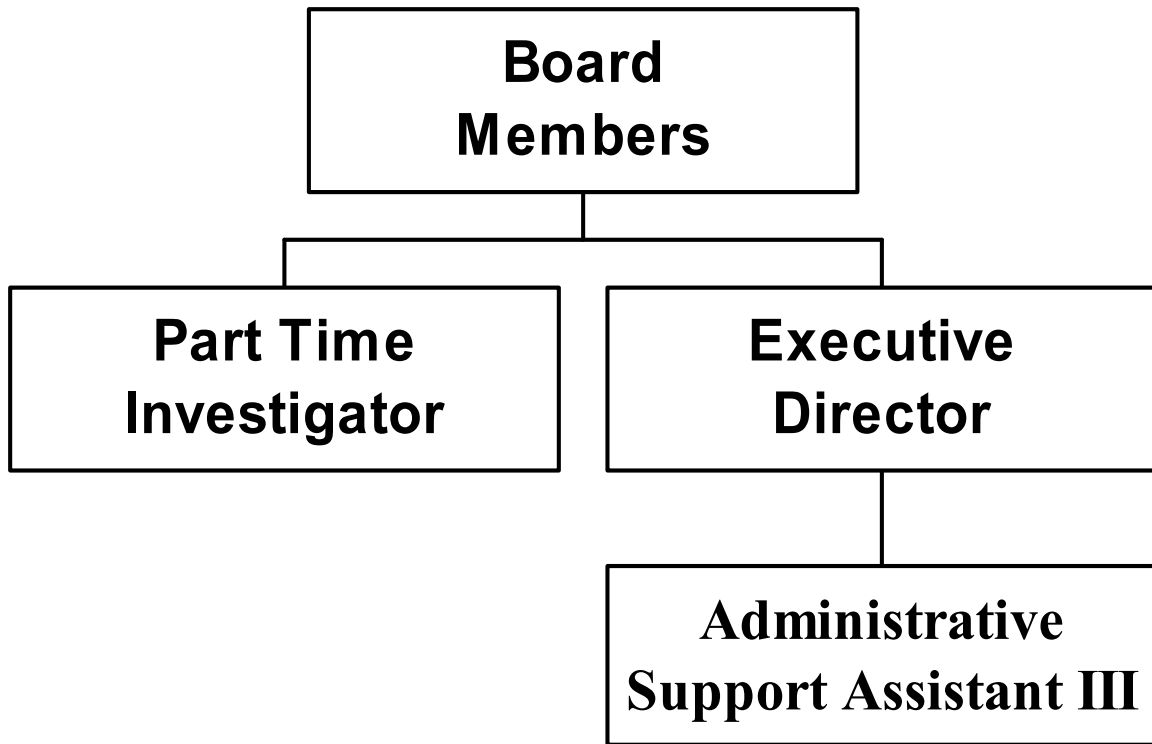 Board
Members
Part Time
Investigator
Executive
Director
Administrative
Support Assistant III